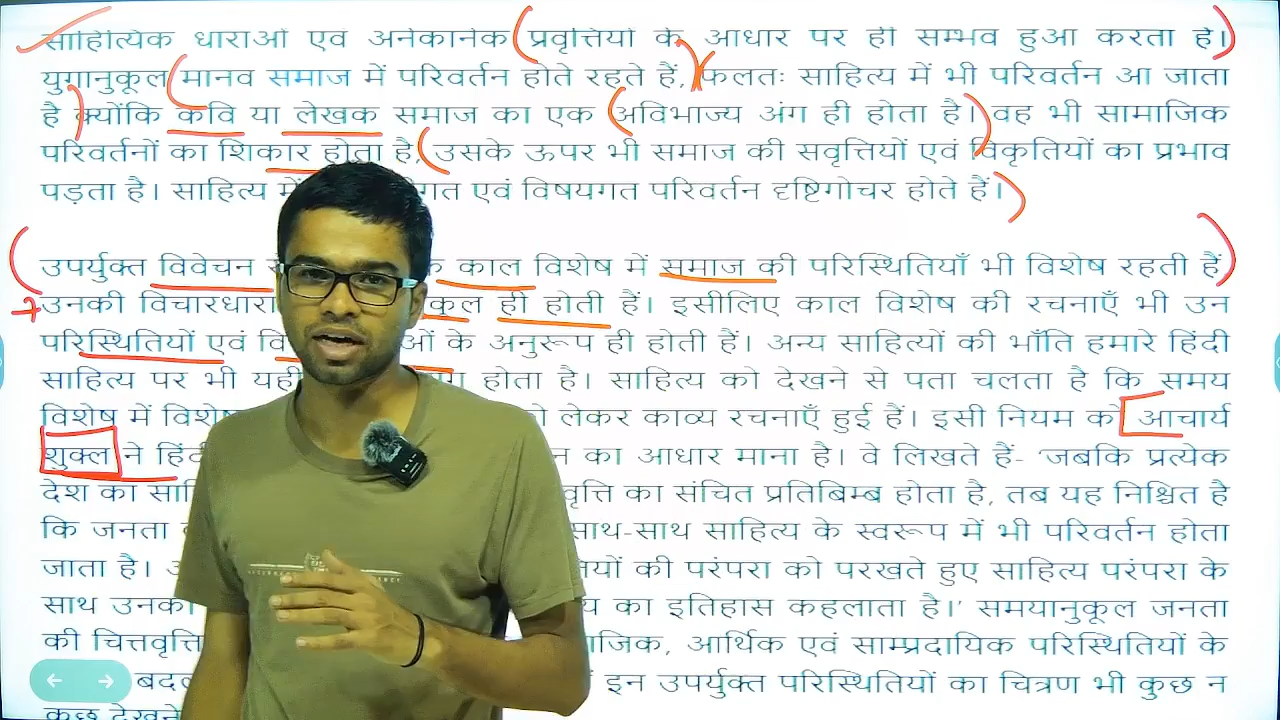 साहित्यिक धाराओं एवं अनेकानेक प्रवृत्तियों के आधार पर ही सम्भव हुआ करता है।
युगानुकूल मानव समाज में परिवर्तन होते रहते हैं, फलतः साहित्य में भी परिवर्तन आ जाता
है क्योंकि कवि या लेखक समाज का एक अविभाज्य अंग ही होता है। वह भी सामाजिक
परिवर्तनों का शिकार होता है, उसके ऊपर भी समाज की सवृत्तियों एवं विकृतियों का प्रभाव
पड़ता है। साहित्य में गत एवं विषयगत परिवर्तन दृष्टिगोचर होते हैं।
उपर्युक्त विवेचन के काल विशेष में समाज की परिस्थितियाँ भी विशेष रहती हैं
उनकी विचारधारा कूल ही होती हैं। इसीलिए काल विशेष की रचनाएँ भी उन
परिस्थितियों एवं ओं के अनुरूप ही होती हैं। अन्य साहित्यों की भाँति हमारे हिंदी
साहित्य पर भी यही होता है। साहित्य को देखने से पता चलता है कि समय
विशेष में लेकर काव्य रचनाएँ हुई हैं। इसी नियम को आचार्य
शुक्ल ने का आधार माना है। वे लिखते हैं- 'जबकि प्रत्येक
देश का वृत्ति का संचित प्रतिबिम्ब होता है, तब यह निश्चित है
कि जनता साथ-साथ साहित्य के स्वरूप में भी परिवर्तन होता
जाता है। यों की परंपरा को परखते हुए साहित्य परंपरा के
साथ उनका का इतिहास कहलाता है।' समयानुकूल जनता
की चित्तवृत्ति ाजिक, आर्थिक एवं साम्प्रदायिक परिस्थितियों के
इन उपर्युक्त परिस्थितियों का चित्रण भी कुछ न
कुछ